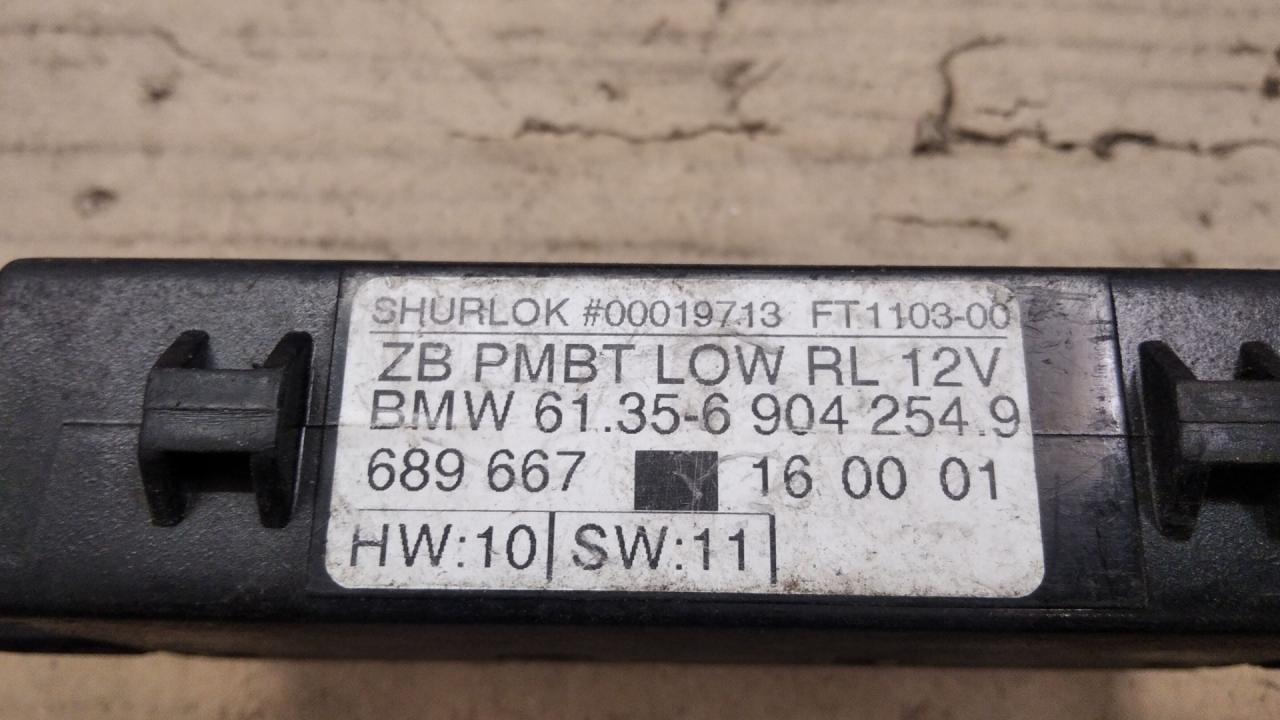 SHURLOK #00019713 FT1103-00
ZB PMBT LOW RL 12V
BMW 61.35-6 904 254.9
689 667 16 00 01
HW:10 SW:11